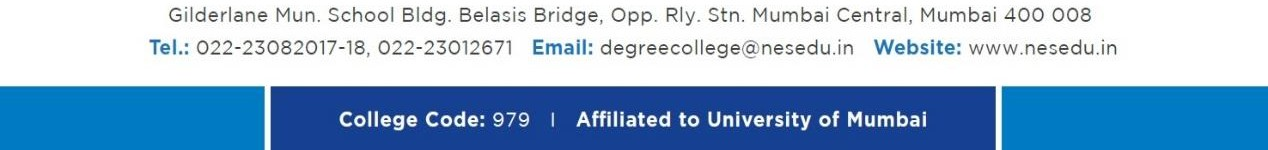 Gilderlane Mun. School Bldg. Belasis Bridge, Opp. Rly. Stn. Mumbai Central, Mumbai 400 008
Tel.: 022-23082017-18, 022-23012671 Email: degreecollege@nesedu.in Website: www.nesedu.in
College Code: 979 | Affiliated to University of Mumbai